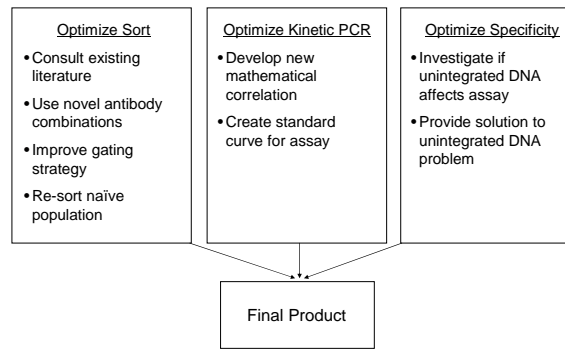 Optimize Sort
•Consult existing
literature
•Use novel antibody
combinations
•Improve gating
strategy
•Re-sort naïve
population
Optimize Kinetic PCR
•Develop new
mathematical
correlation
•Create standard
curve for assay
Optimize Specificity
•Investigate if
unintegrated DNA
affects assay
•Provide solution to
unintegrated DNA
problem
Final Product